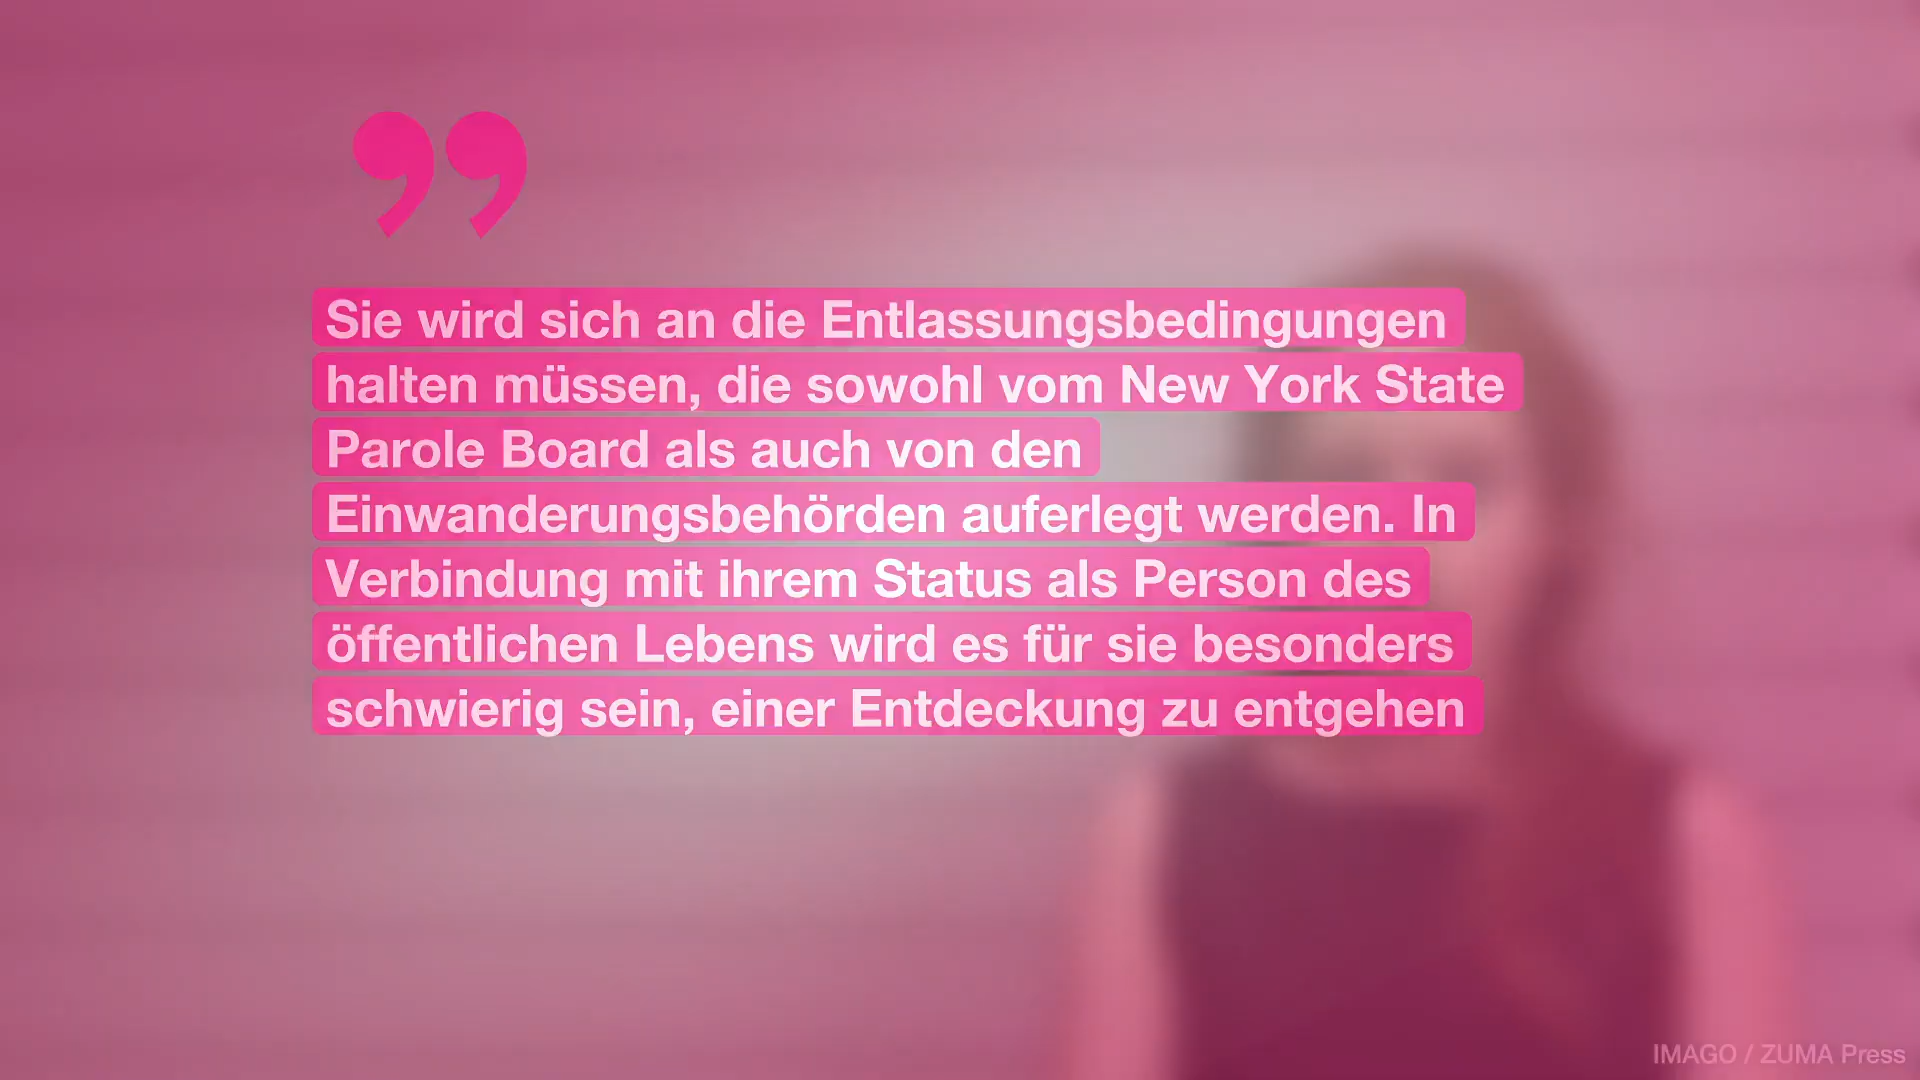 ”
Sie wird sich an die Entlassungsbedingungen
halten müssen, die sowohl vom New York State
Parole Board als auch von den
Einwanderungsbehörden auferlegt werden. In
Verbindung mit ihrem Status als Person des
öffentlichen Lebens wird es für sie besonders
schwierig sein, einer Entdeckung zu entgehen
IMAGO / ZUMA Press